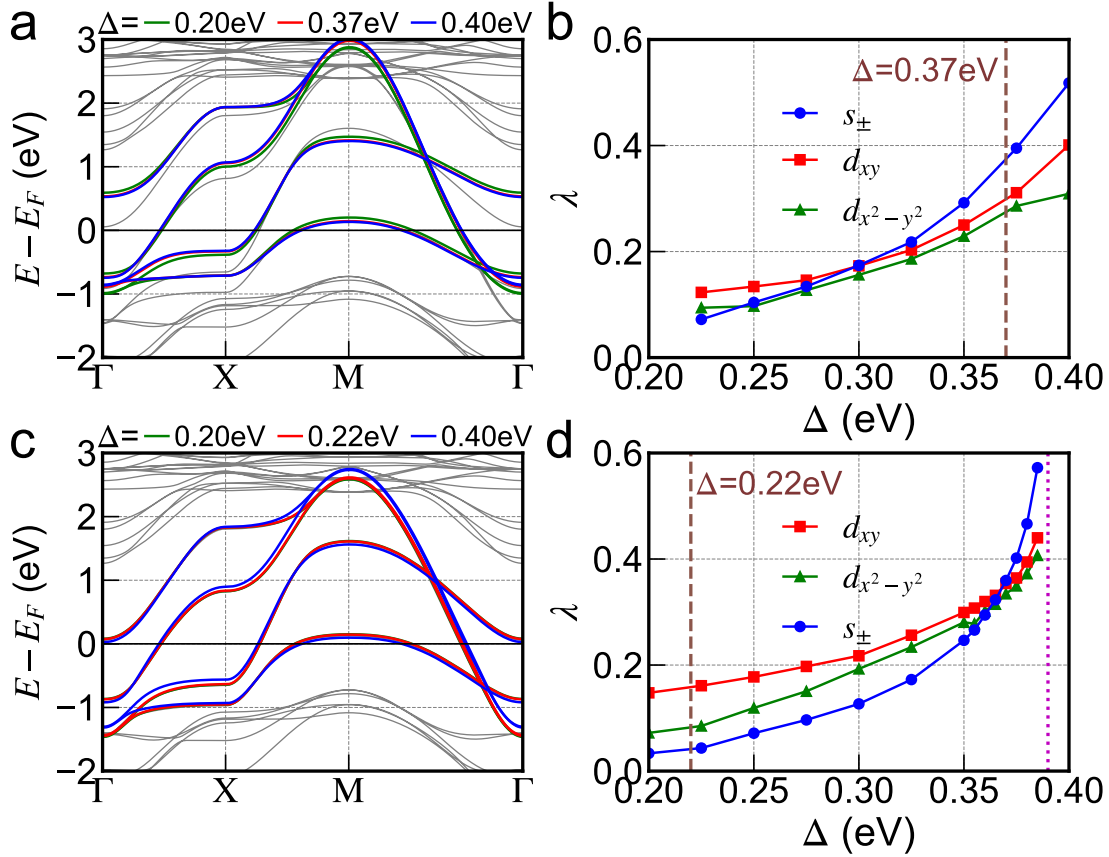 a
Δ= 0.20eV 0.37eV 0.40eV
E − E_F (eV)
3
2
1
0
−1
−2
Γ X M Γ
b
λ
0.6
0.4
0.2
0.0
Δ=0.37eV
s±
d_xy
d_x²−y²
0.20 0.25 0.30 0.35 0.40
Δ (eV)
c
Δ= 0.20eV 0.22eV 0.40eV
E − E_F (eV)
3
2
1
0
−1
−2
Γ X M Γ
d
λ
0.6
0.4
0.2
0.0
Δ=0.22eV
d_xy
d_x²−y²
s±
0.20 0.25 0.30 0.35 0.40
Δ (eV)